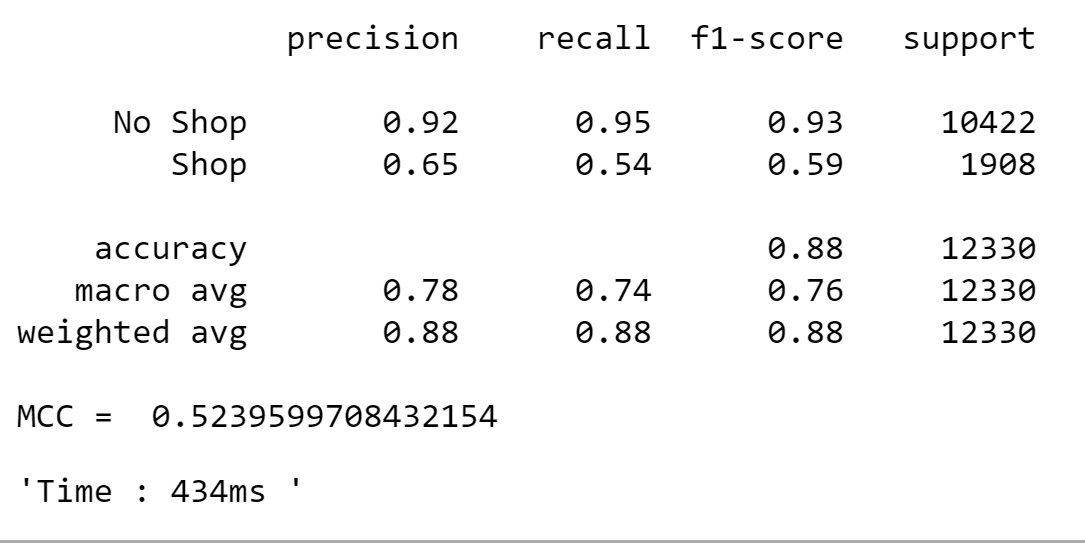 precision recall f1-score support
No Shop 0.92 0.95 0.93 10422
Shop 0.65 0.54 0.59 1908
accuracy 0.88 12330
macro avg 0.78 0.74 0.76 12330
weighted avg 0.88 0.88 0.88 12330
MCC = 0.5239599708432154
'Time : 434ms '